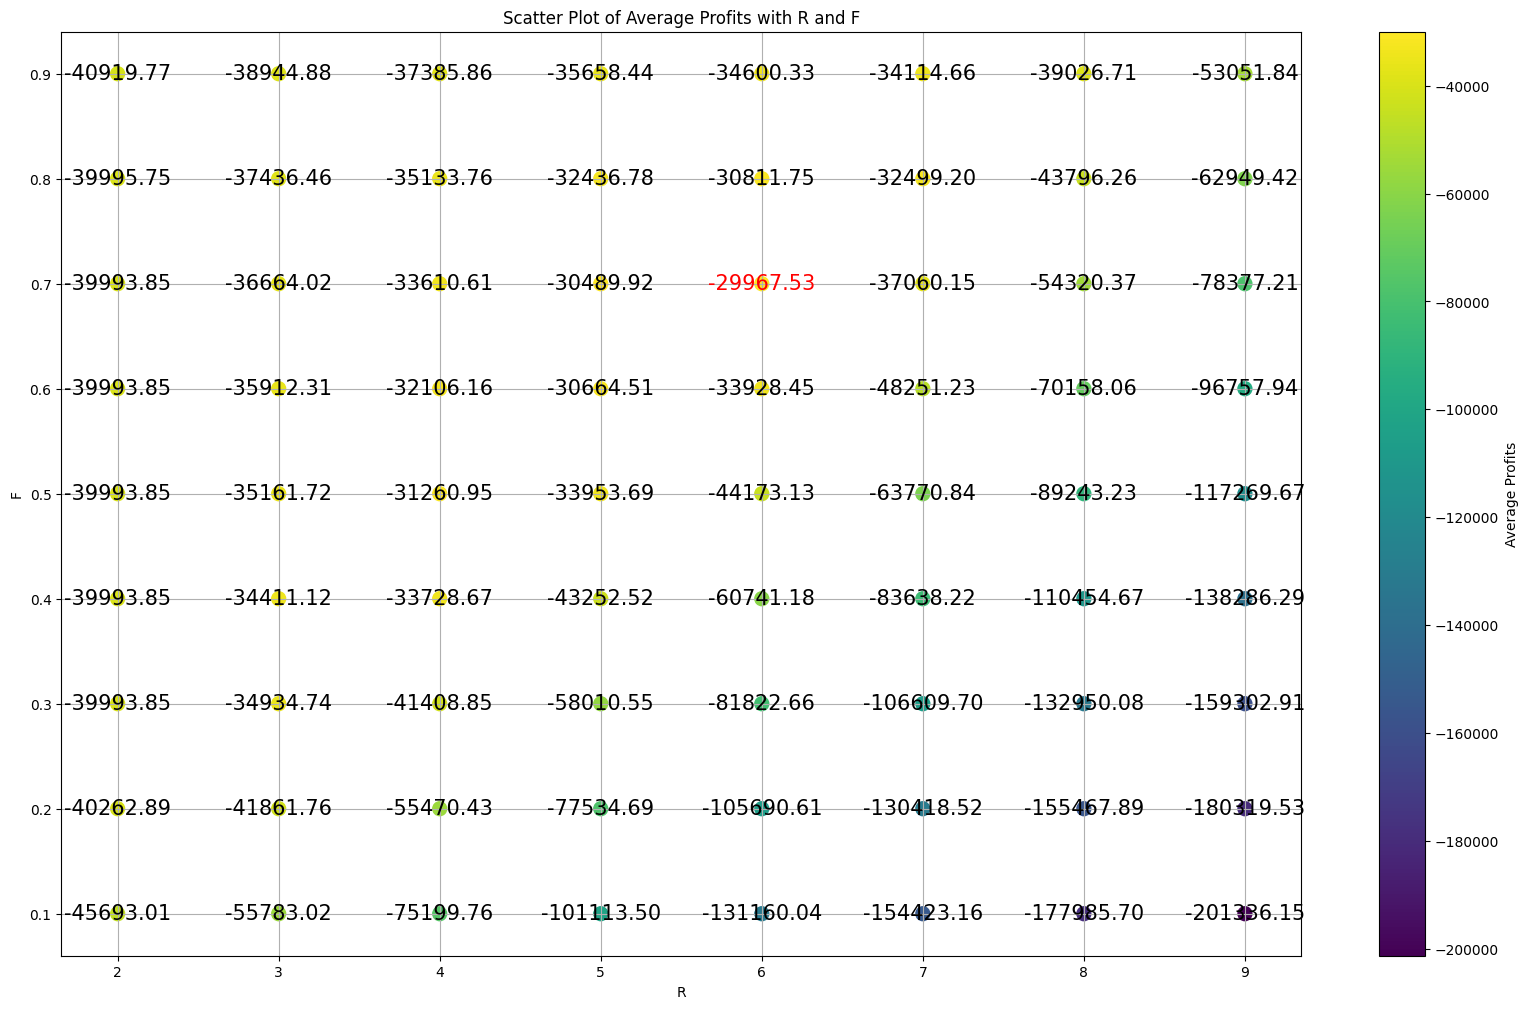 Scatter Plot of Average Profits with R and F
0.9 -40919.77 -38944.88 -37385.86 -35658.44 -34600.33 -34114.66 -39026.71 -53051.84
0.8 -39995.75 -37436.46 -35133.76 -32436.78 -30811.75 -32499.20 -43796.26 -62949.42
0.7 -39993.85 -36664.02 -33610.61 -30489.92 -29967.53 -37060.15 -54320.37 -78377.21
0.6 -39993.85 -35912.31 -32106.16 -30664.51 -33928.45 -48251.23 -70158.06 -96757.94
0.5 -39993.85 -35161.72 -31260.95 -33953.69 -44173.13 -63770.84 -89243.23 -117269.67
0.4 -39993.85 -34411.12 -33728.67 -43252.52 -60741.18 -83638.22 -110454.67 -138286.29
0.3 -39993.85 -34934.74 -41408.85 -58010.55 -81822.66 -106609.70 -132950.08 -159302.91
0.2 -40262.89 -41861.76 -55470.43 -77534.69 -105690.61 -130418.52 -155467.89 -180319.53
0.1 -45693.01 -55783.02 -75199.76 -101113.50 -131160.04 -154423.16 -177985.70 -201336.15
2 3 4 5 6 7 8 9
R
F
−40000
−60000
−80000
−100000
−120000
−140000
−160000
−180000
−200000
Average Profits